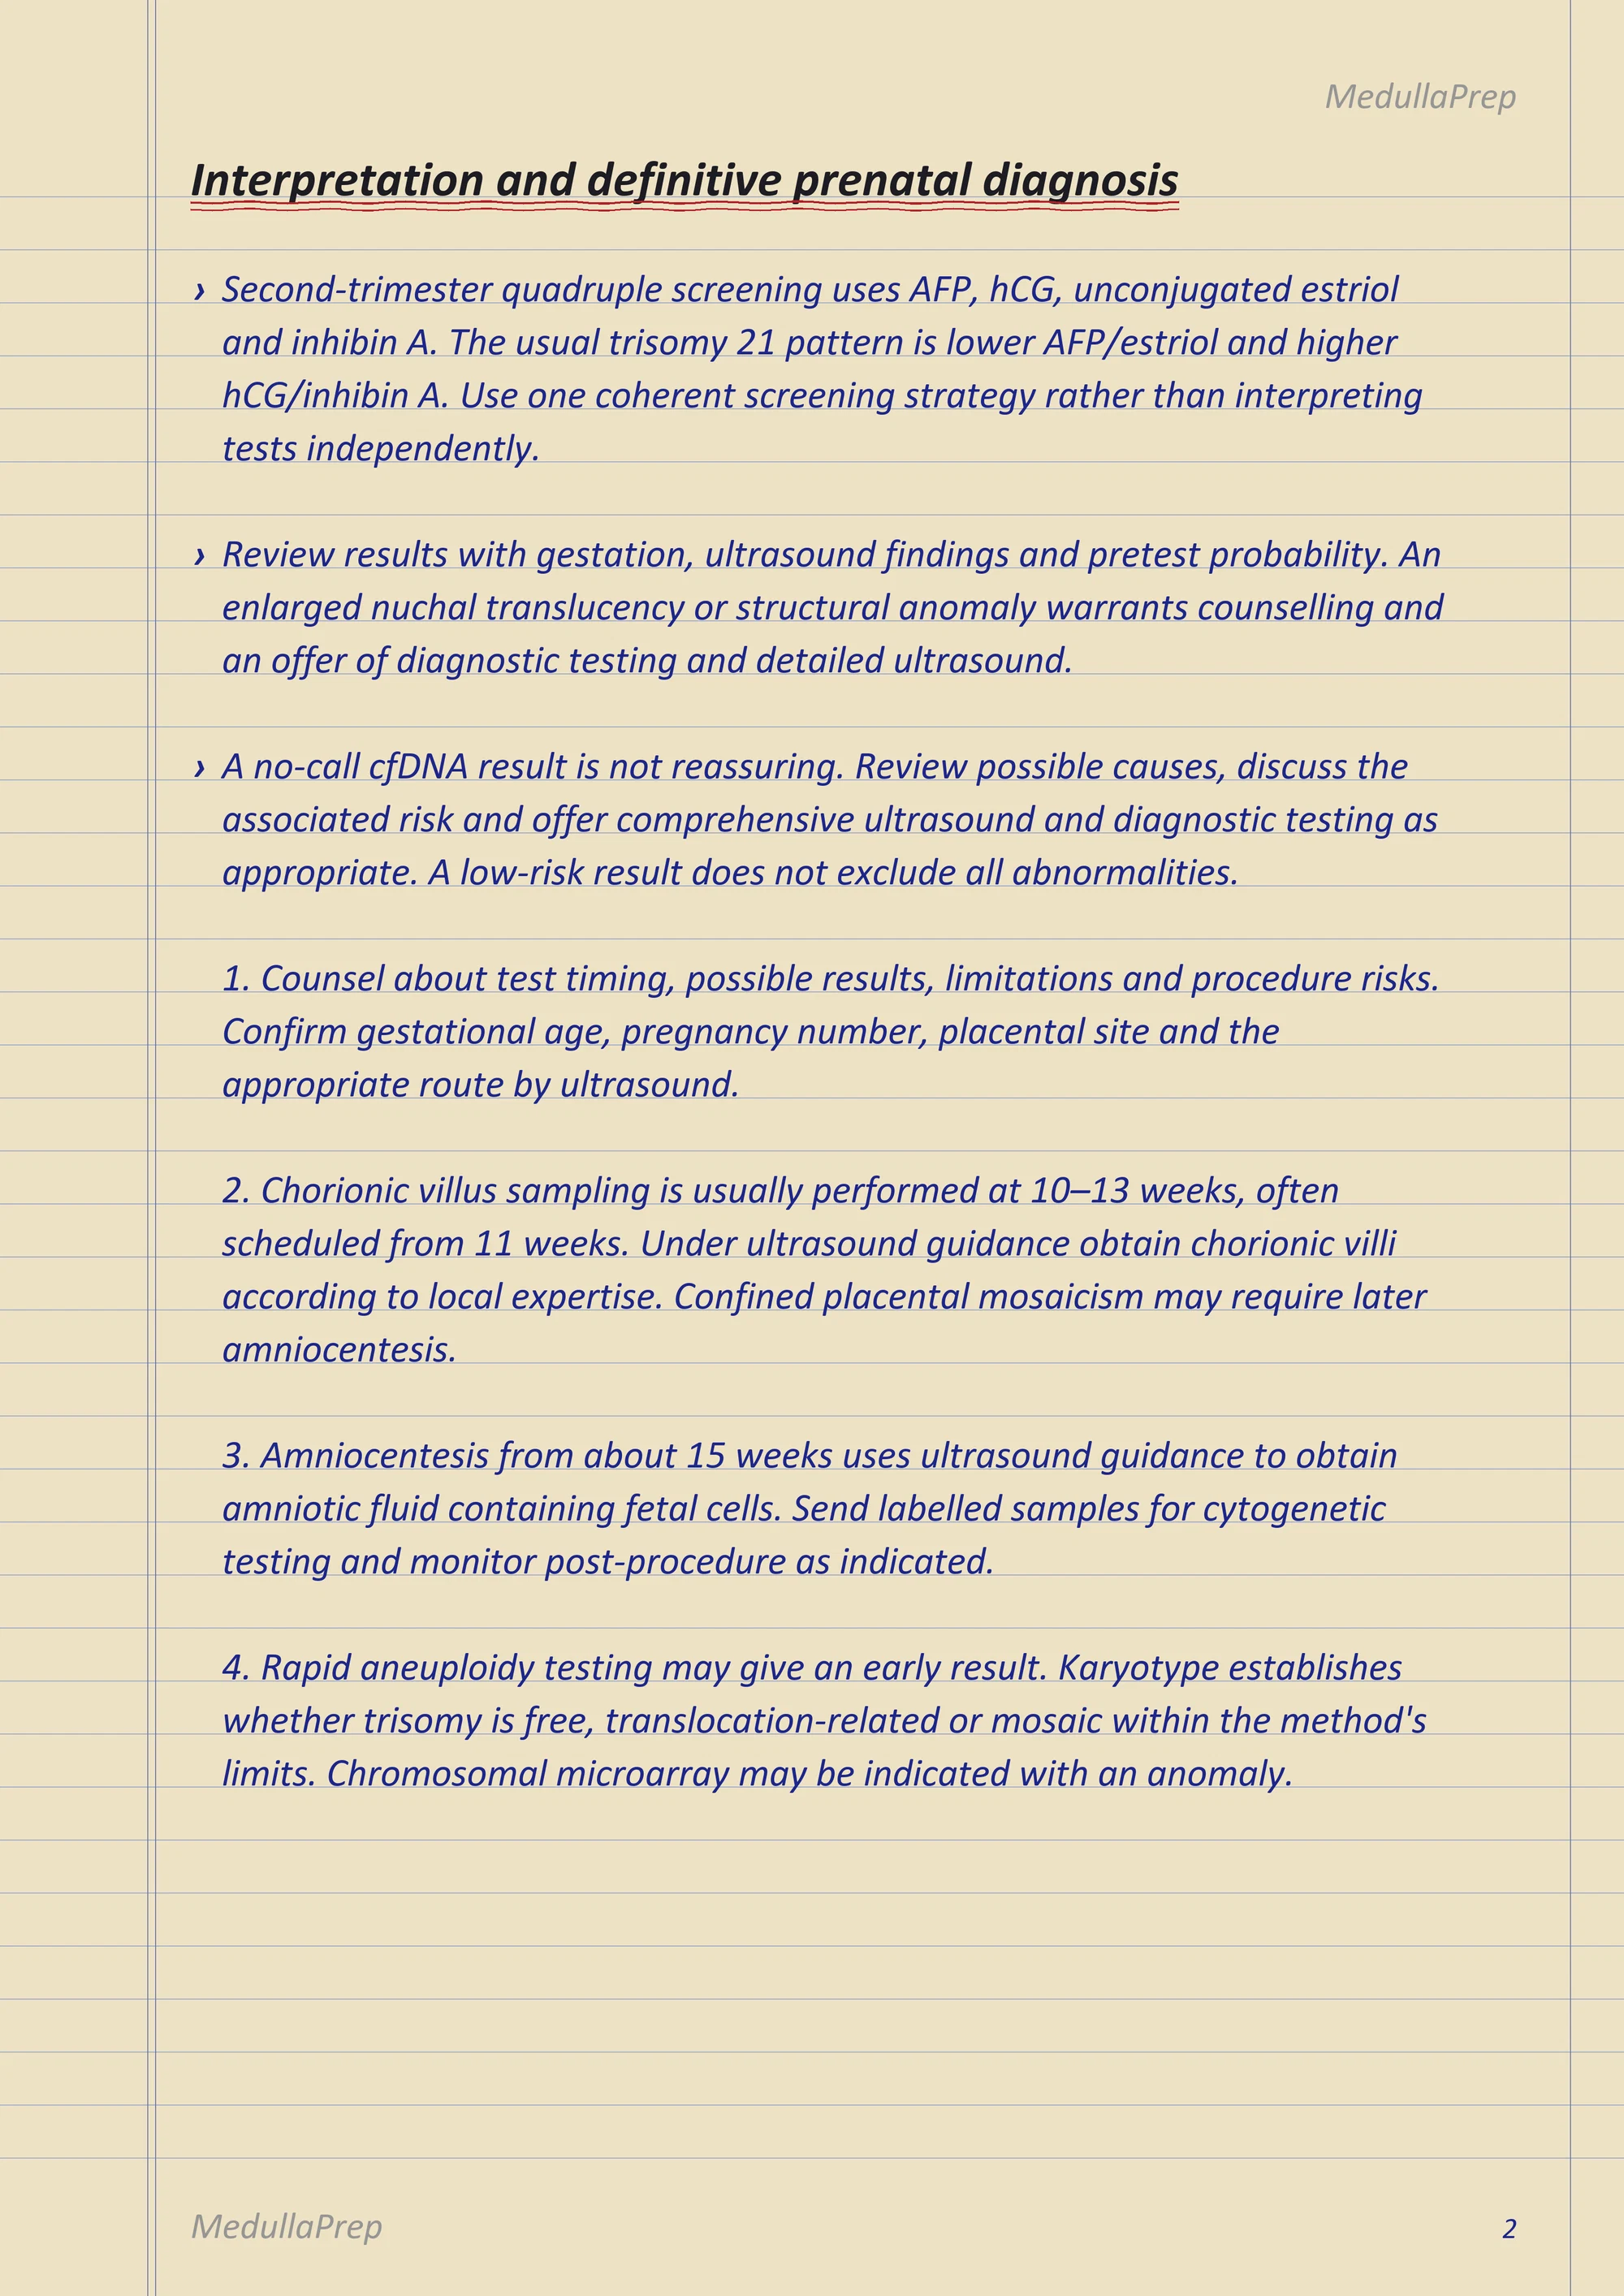 MedullaPrep
Interpretation and definitive prenatal diagnosis
› Second-trimester quadruple screening uses AFP, hCG, unconjugated estriol
and inhibin A. The usual trisomy 21 pattern is lower AFP/estriol and higher
hCG/inhibin A. Use one coherent screening strategy rather than interpreting
tests independently.
› Review results with gestation, ultrasound findings and pretest probability. An
enlarged nuchal translucency or structural anomaly warrants counselling and
an offer of diagnostic testing and detailed ultrasound.
› A no-call cfDNA result is not reassuring. Review possible causes, discuss the
associated risk and offer comprehensive ultrasound and diagnostic testing as
appropriate. A low-risk result does not exclude all abnormalities.
1. Counsel about test timing, possible results, limitations and procedure risks.
Confirm gestational age, pregnancy number, placental site and the
appropriate route by ultrasound.
2. Chorionic villus sampling is usually performed at 10–13 weeks, often
scheduled from 11 weeks. Under ultrasound guidance obtain chorionic villi
according to local expertise. Confined placental mosaicism may require later
amniocentesis.
3. Amniocentesis from about 15 weeks uses ultrasound guidance to obtain
amniotic fluid containing fetal cells. Send labelled samples for cytogenetic
testing and monitor post-procedure as indicated.
4. Rapid aneuploidy testing may give an early result. Karyotype establishes
whether trisomy is free, translocation-related or mosaic within the method's
limits. Chromosomal microarray may be indicated with an anomaly.
MedullaPrep
2